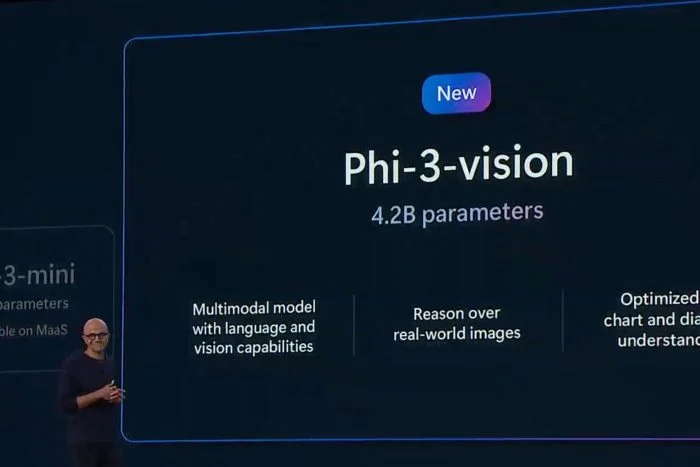 New
Phi-3-vision
4.2B parameters
-3-mini
parameters
ble on MaaS
Multimodal model
with language and
vision capabilities
Reason over
real-world images
Optimized
chart and dia
understanc